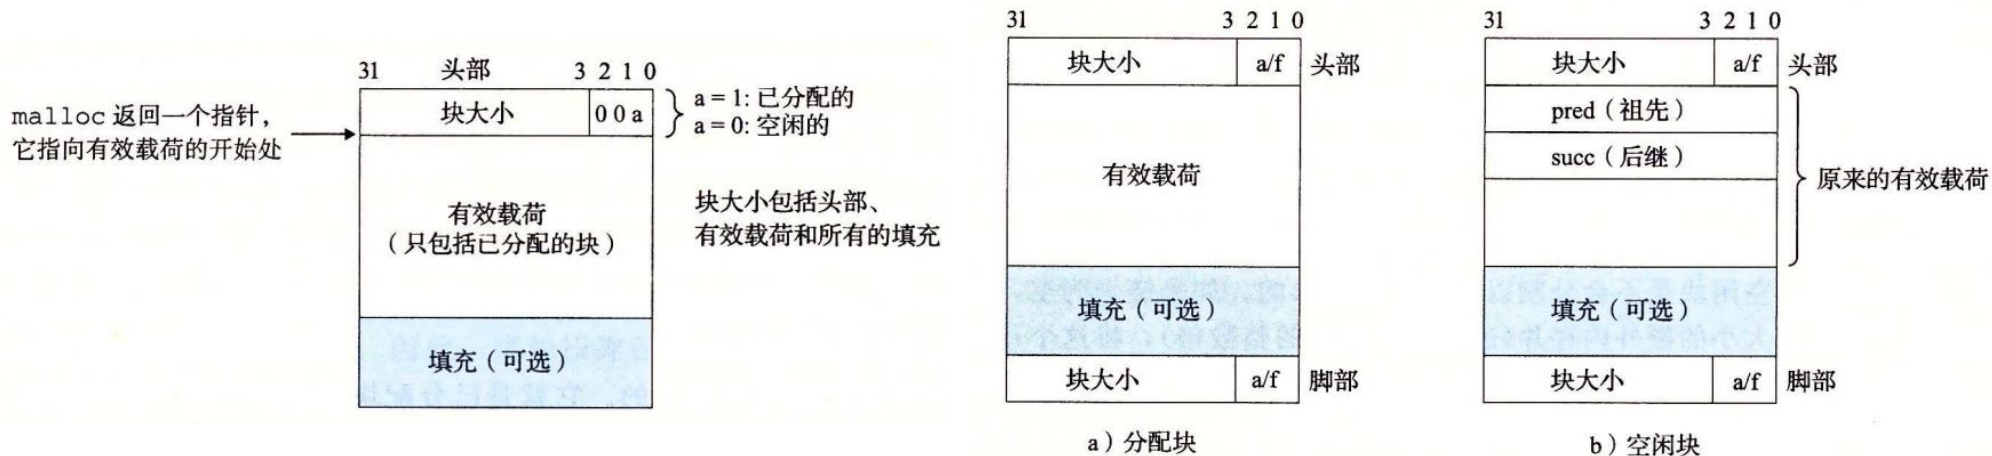 31 头部 3 2 1 0
块大小 0 0 a
a = 1: 已分配的
a = 0: 空闲的
malloc 返回一个指针，
它指向有效载荷的开始处
有效载荷
（只包括已分配的块）
块大小包括头部、
有效载荷和所有的填充
填充（可选）
31 3 2 1 0
块大小 a/f 头部
有效载荷
填充（可选）
块大小 a/f 脚部
a）分配块
31 3 2 1 0
块大小 a/f 头部
pred（祖先）
succ（后继）
原来的有效载荷
填充（可选）
块大小 a/f 脚部
b）空闲块